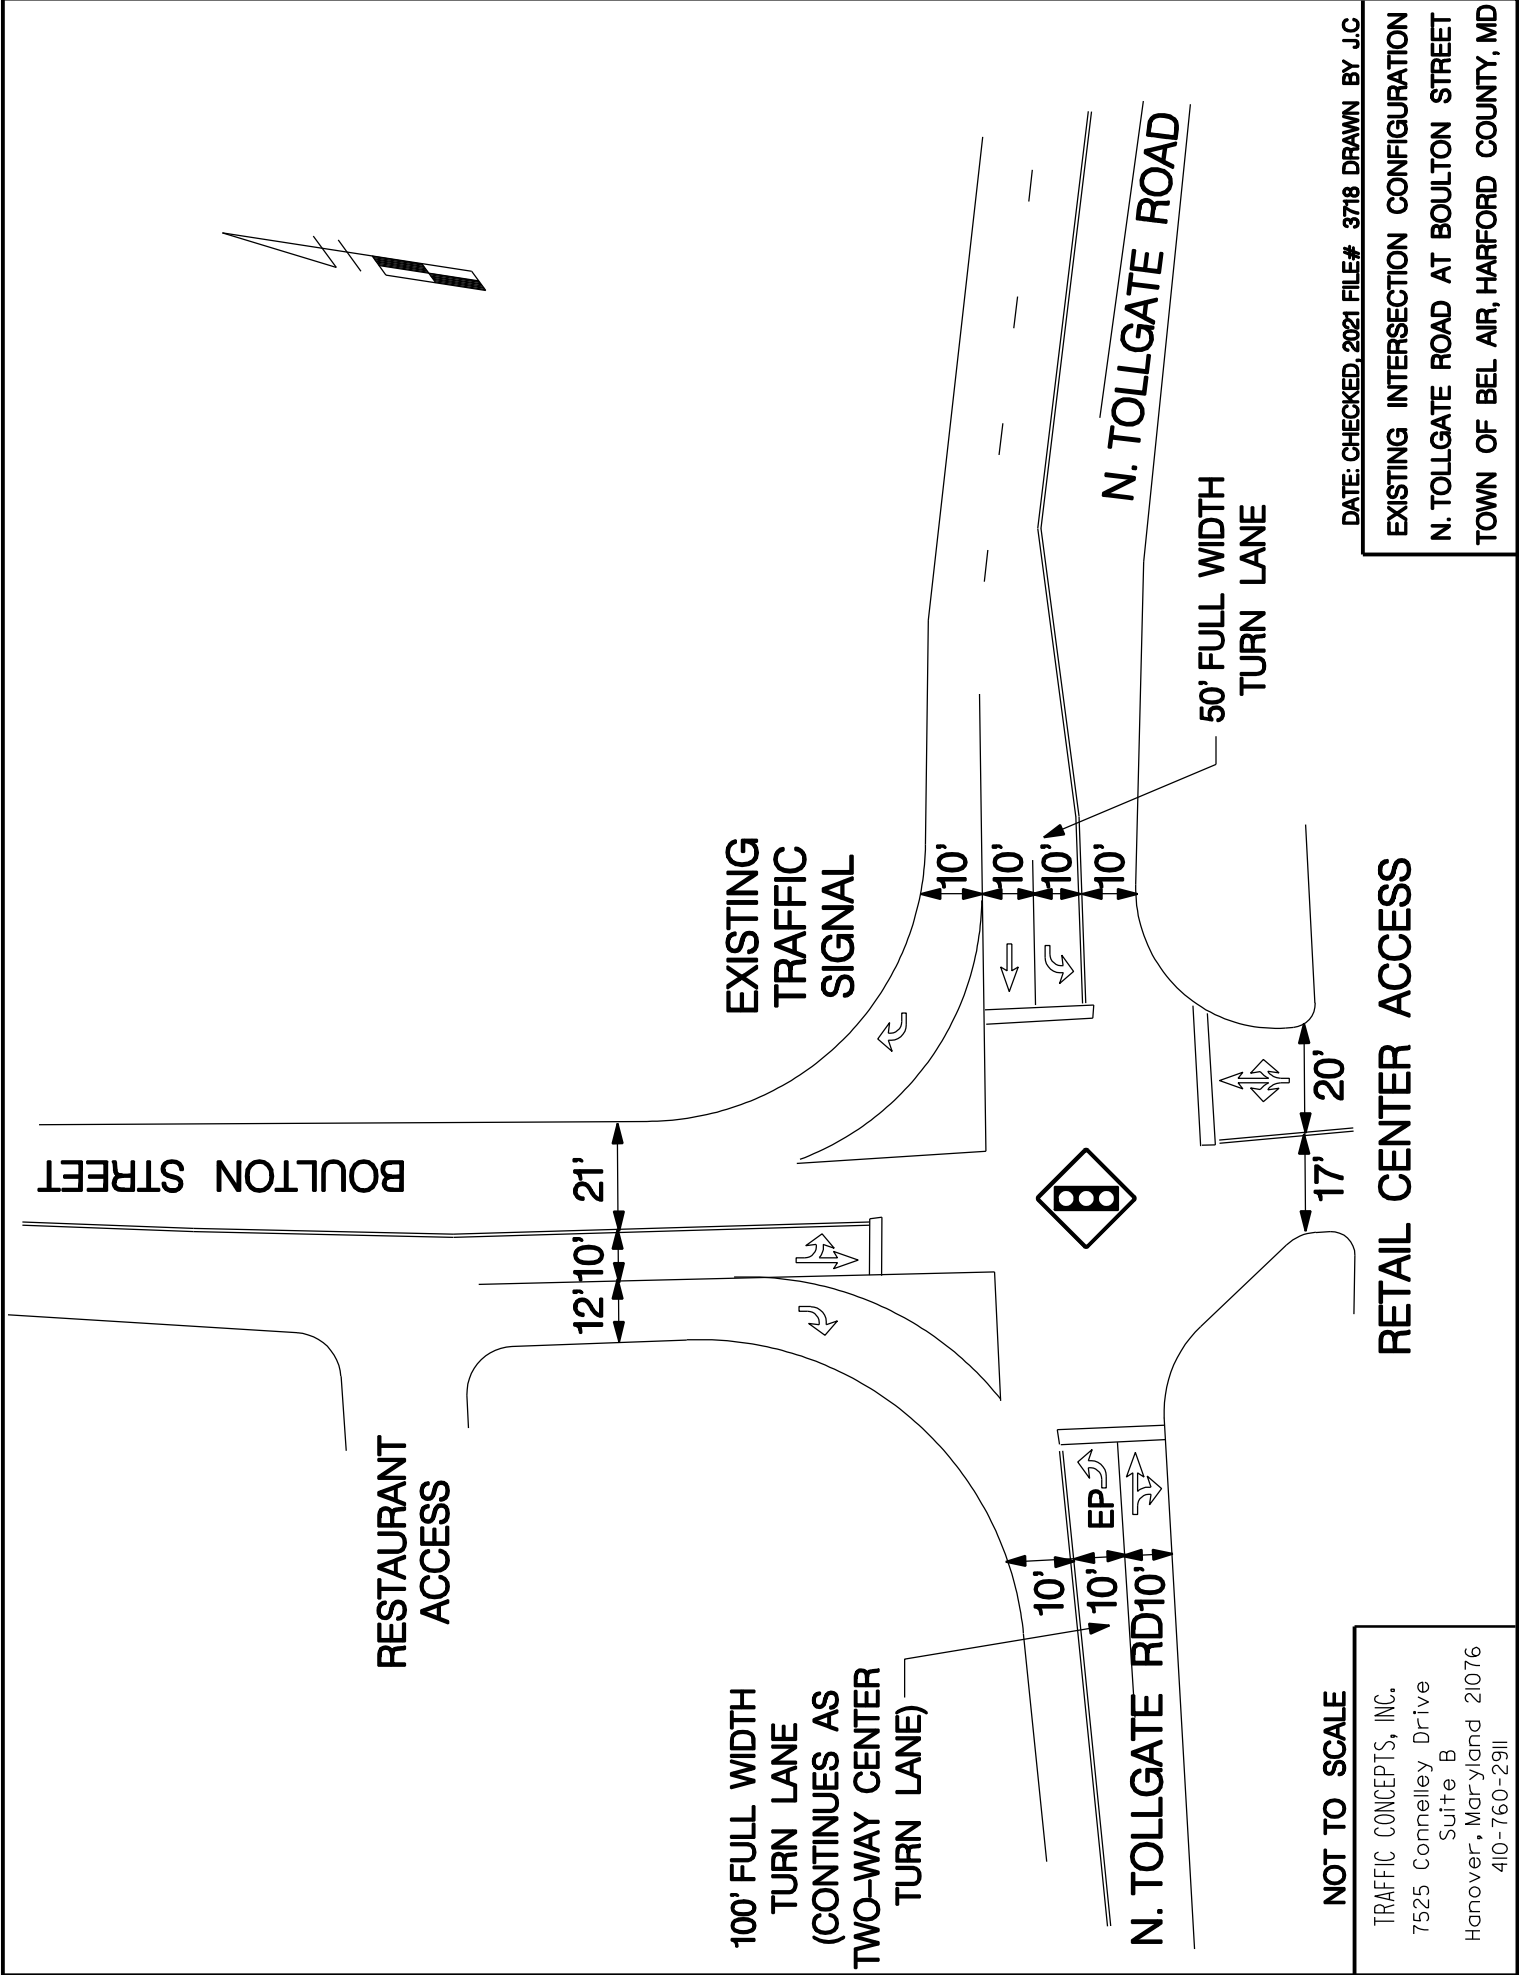 BOULTON STREET
RESTAURANT
ACCESS
EXISTING
TRAFFIC
SIGNAL
12'
10'
21'
10'
10'
10'
10'
50' FULL WIDTH
TURN LANE
N. TOLLGATE ROAD
100' FULL WIDTH
TURN LANE
(CONTINUES AS
TWO-WAY CENTER
TURN LANE)
10'
10'
10'
EP
N. TOLLGATE RD
17'
20'
RETAIL CENTER ACCESS
NOT TO SCALE
TRAFFIC CONCEPTS, INC.
7525 Connelley Drive
Suite B
Hanover, Maryland 21076
410-760-2911
DATE: CHECKED, 2021 FILE# 3718 DRAWN BY J.C
EXISTING INTERSECTION CONFIGURATION
N. TOLLGATE ROAD AT BOULTON STREET
TOWN OF BEL AIR, HARFORD COUNTY, MD